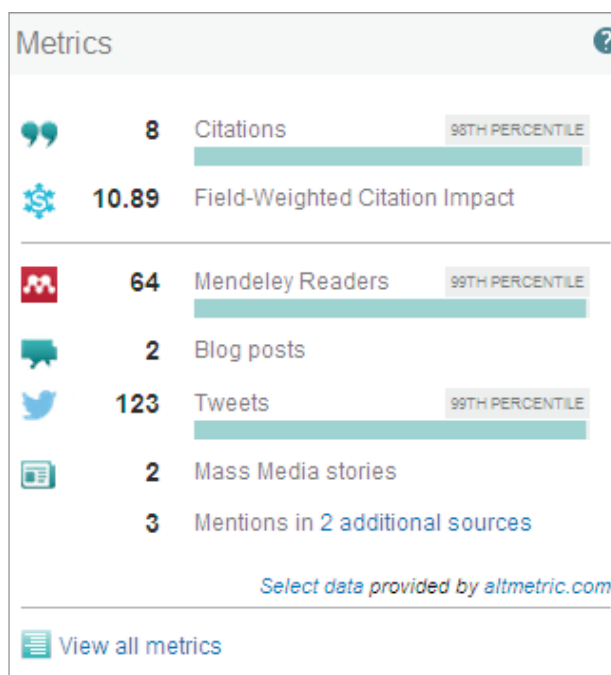 Metrics ?
8 Citations 98TH PERCENTILE
10.89 Field-Weighted Citation Impact
64 Mendeley Readers 99TH PERCENTILE
2 Blog posts
123 Tweets 99TH PERCENTILE
2 Mass Media stories
3 Mentions in 2 additional sources
Select data provided by altmetric.com
View all metrics